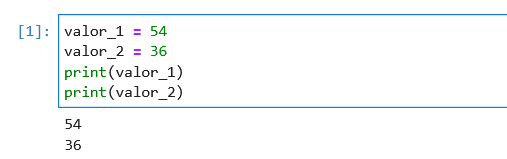 [1]: valor_1 = 54
valor_2 = 36
print(valor_1)
print(valor_2)
54
36